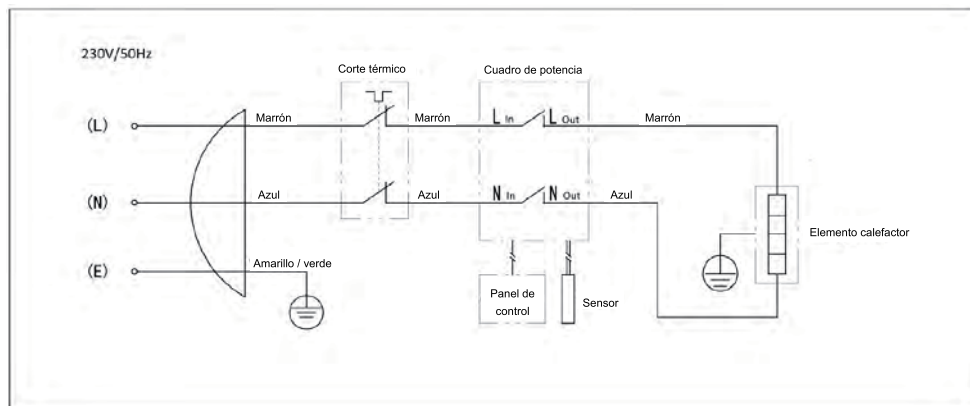 230V/50Hz
Corte térmico
Cuadro de potencia
(L)
Marrón
Marrón
L In
L Out
Marrón
(N)
Azul
Azul
N In
N Out
Azul
Elemento calefactor
(E)
Amarillo / verde
Panel de
control
Sensor